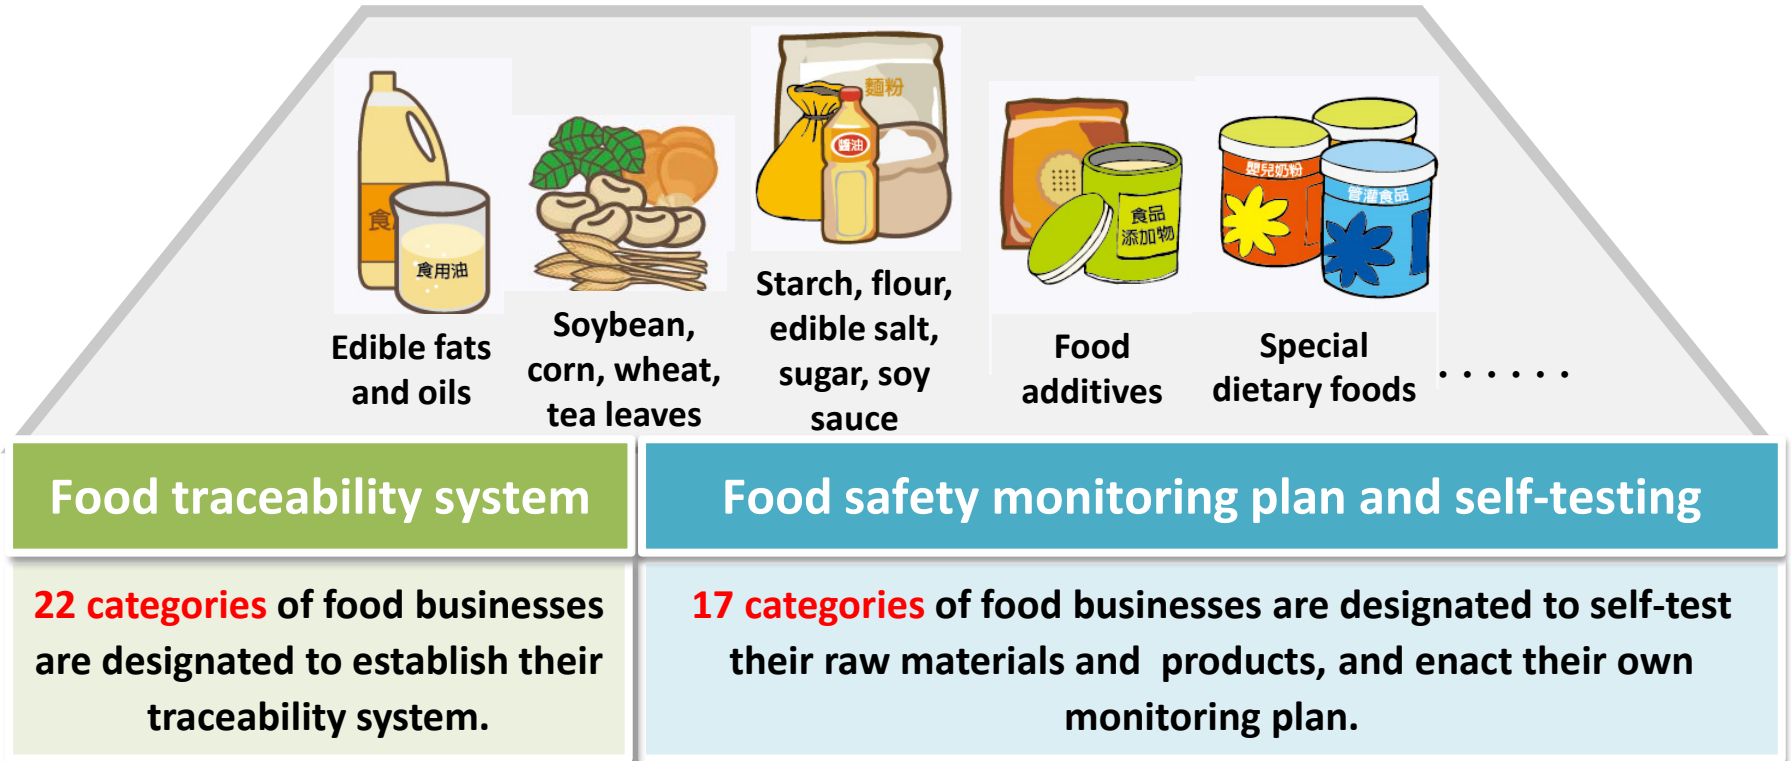 食
食用油
麵粉
醬油
食品
添加物
嬰兒奶粉
管灌食品
Edible fats
and oils
Soybean,
corn, wheat,
tea leaves
Starch, flour,
edible salt,
sugar, soy
sauce
Food
additives
Special
dietary foods
......
Food traceability system
22 categories of food businesses
are designated to establish their
traceability system.
Food safety monitoring plan and self-testing
17 categories of food businesses are designated to self-test
their raw materials and products, and enact their own
monitoring plan.